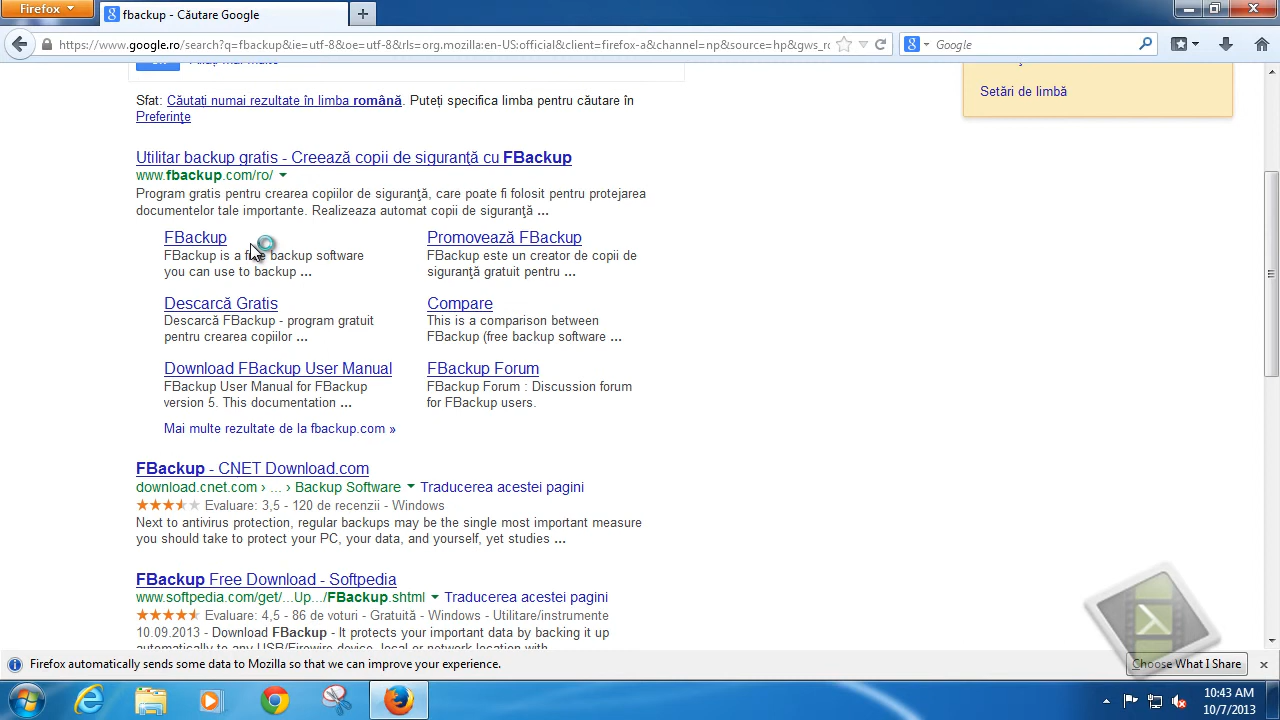 Firefox
fbackup - Căutare Google
https://www.google.ro/search?q=fbackup&ie=utf-8&oe=utf-8&rls=org.mozilla:en-US:official&client=firefox-a&channel=np&source=hp&gws_r
Google
Sfat: Căutati numai rezultate în limba română. Puteți specifica limba pentru căutare în
Preferințe
Setări de limbă
Utilitar backup gratis - Creează copii de siguranţă cu FBackup
www.fbackup.com/ro/
Program gratis pentru crearea copiilor de siguranţă, care poate fi folosit pentru protejarea
documentelor tale importante. Realizeaza automat copii de siguranţă ...
FBackup
FBackup is a free backup software
you can use to backup ...
Promovează FBackup
FBackup este un creator de copii de
siguranţă gratuit pentru ...
Descarcă Gratis
Descarcă FBackup - program gratuit
pentru crearea copiilor ...
Compare
This is a comparison between
FBackup (free backup software ...
Download FBackup User Manual
FBackup User Manual for FBackup
version 5. This documentation ...
FBackup Forum
FBackup Forum : Discussion forum
for FBackup users.
Mai multe rezultate de la fbackup.com »
FBackup - CNET Download.com
download.cnet.com › ... › Backup Software Traducerea acestei pagini
Evaluare: 3,5 - 120 de recenzii - Windows
Next to antivirus protection, regular backups may be the single most important measure
you should take to protect your PC, your data, and yourself, yet studies ...
FBackup Free Download - Softpedia
www.softpedia.com/get/...Up.../FBackup.shtml Traducerea acestei pagini
Evaluare: 4,5 - 86 de voturi - Gratuită - Windows - Utilitare/instrumente
10.09.2013 - Download FBackup - It protects your important data by backing it up
automatically to any USB/Firewire device, local or network location with
Firefox automatically sends some data to Mozilla so that we can improve your experience.
Choose What I Share
10:43 AM
10/7/2013